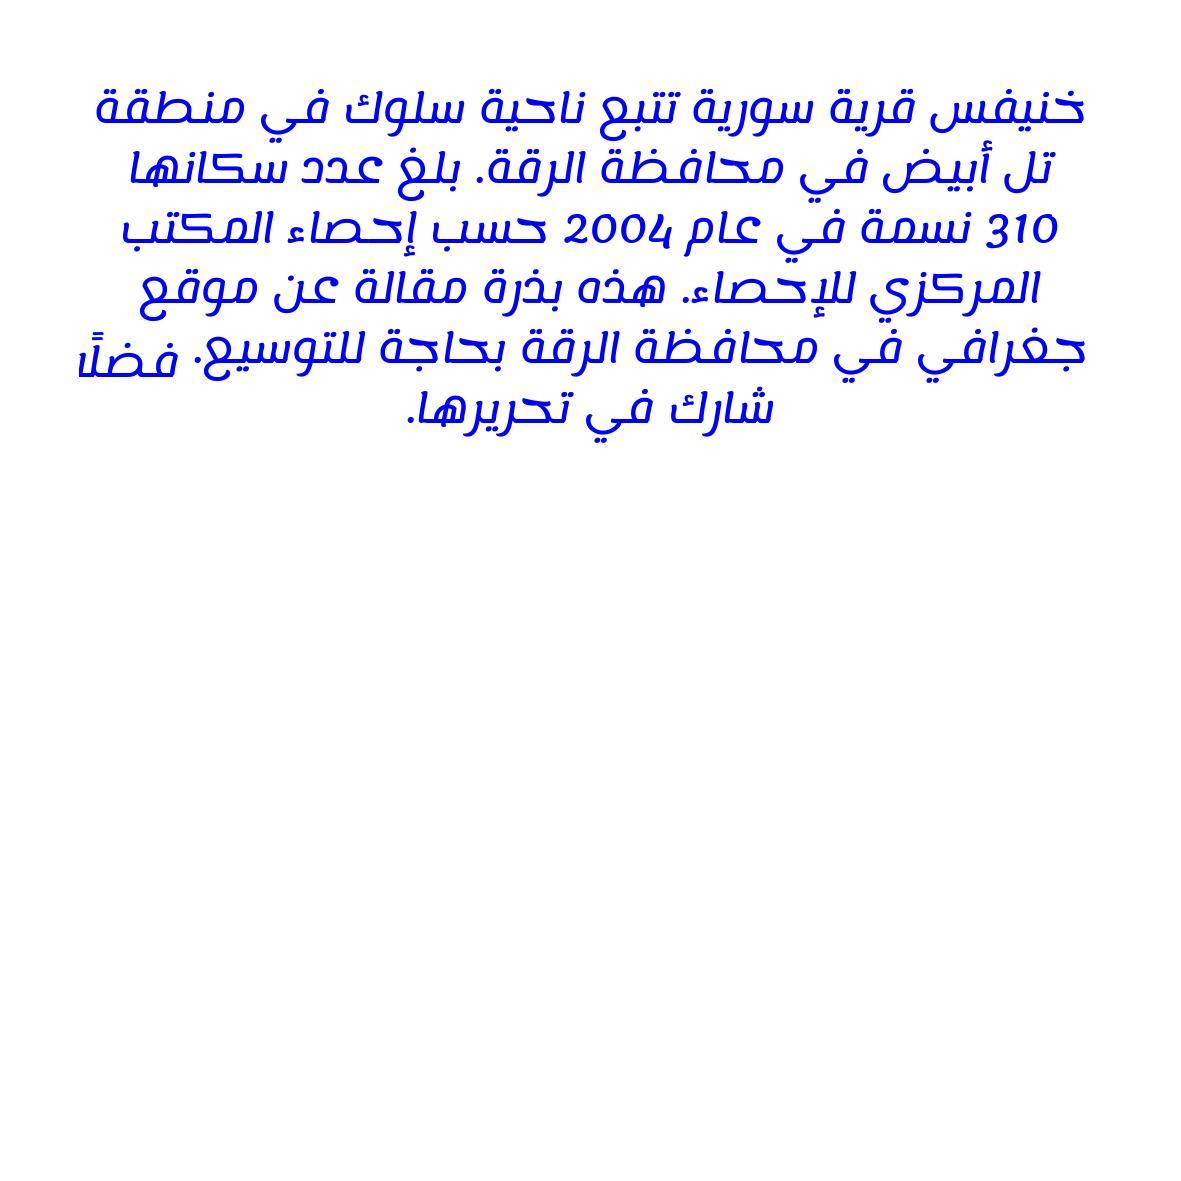 خنيفس قرية سورية تتبع ناحية سلوك في منطقة
تل أبيض في محافظة الرقة. بلغ عدد سكانها
310 نسمة في عام 2004 حسب إحصاء المكتب
المركزي للإحصاء. هذه بذرة مقالة عن موقع
جغرافي في محافظة الرقة بحاجة للتوسيع. فضلًا
شارك في تحريرها.